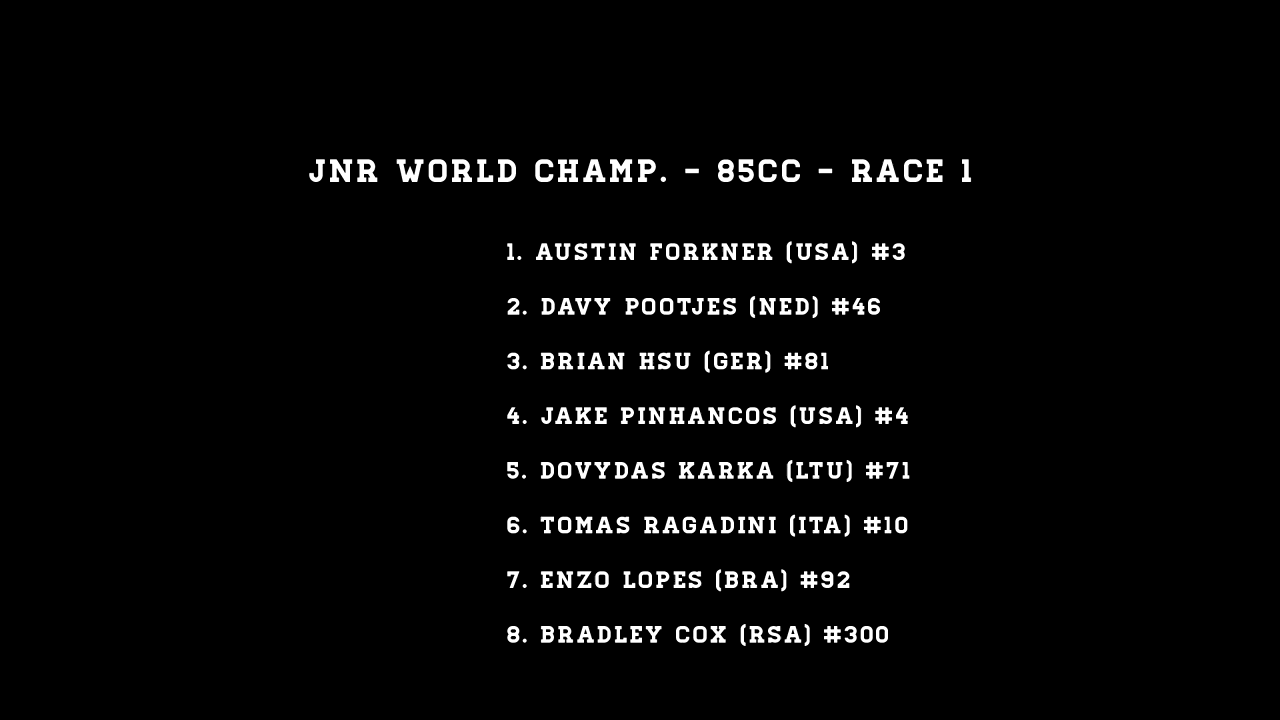 JNR WORLD CHAMP. - 85CC - RACE 1
1. AUSTIN FORKNER (USA) #3
2. DAVY POOTJES (NED) #46
3. BRIAN HSU (GER) #81
4. JAKE PINHANCOS (USA) #4
5. DOVYDAS KARKA (LTU) #71
6. TOMAS RAGADINI (ITA) #10
7. ENZO LOPES (BRA) #92
8. BRADLEY COX (RSA) #300